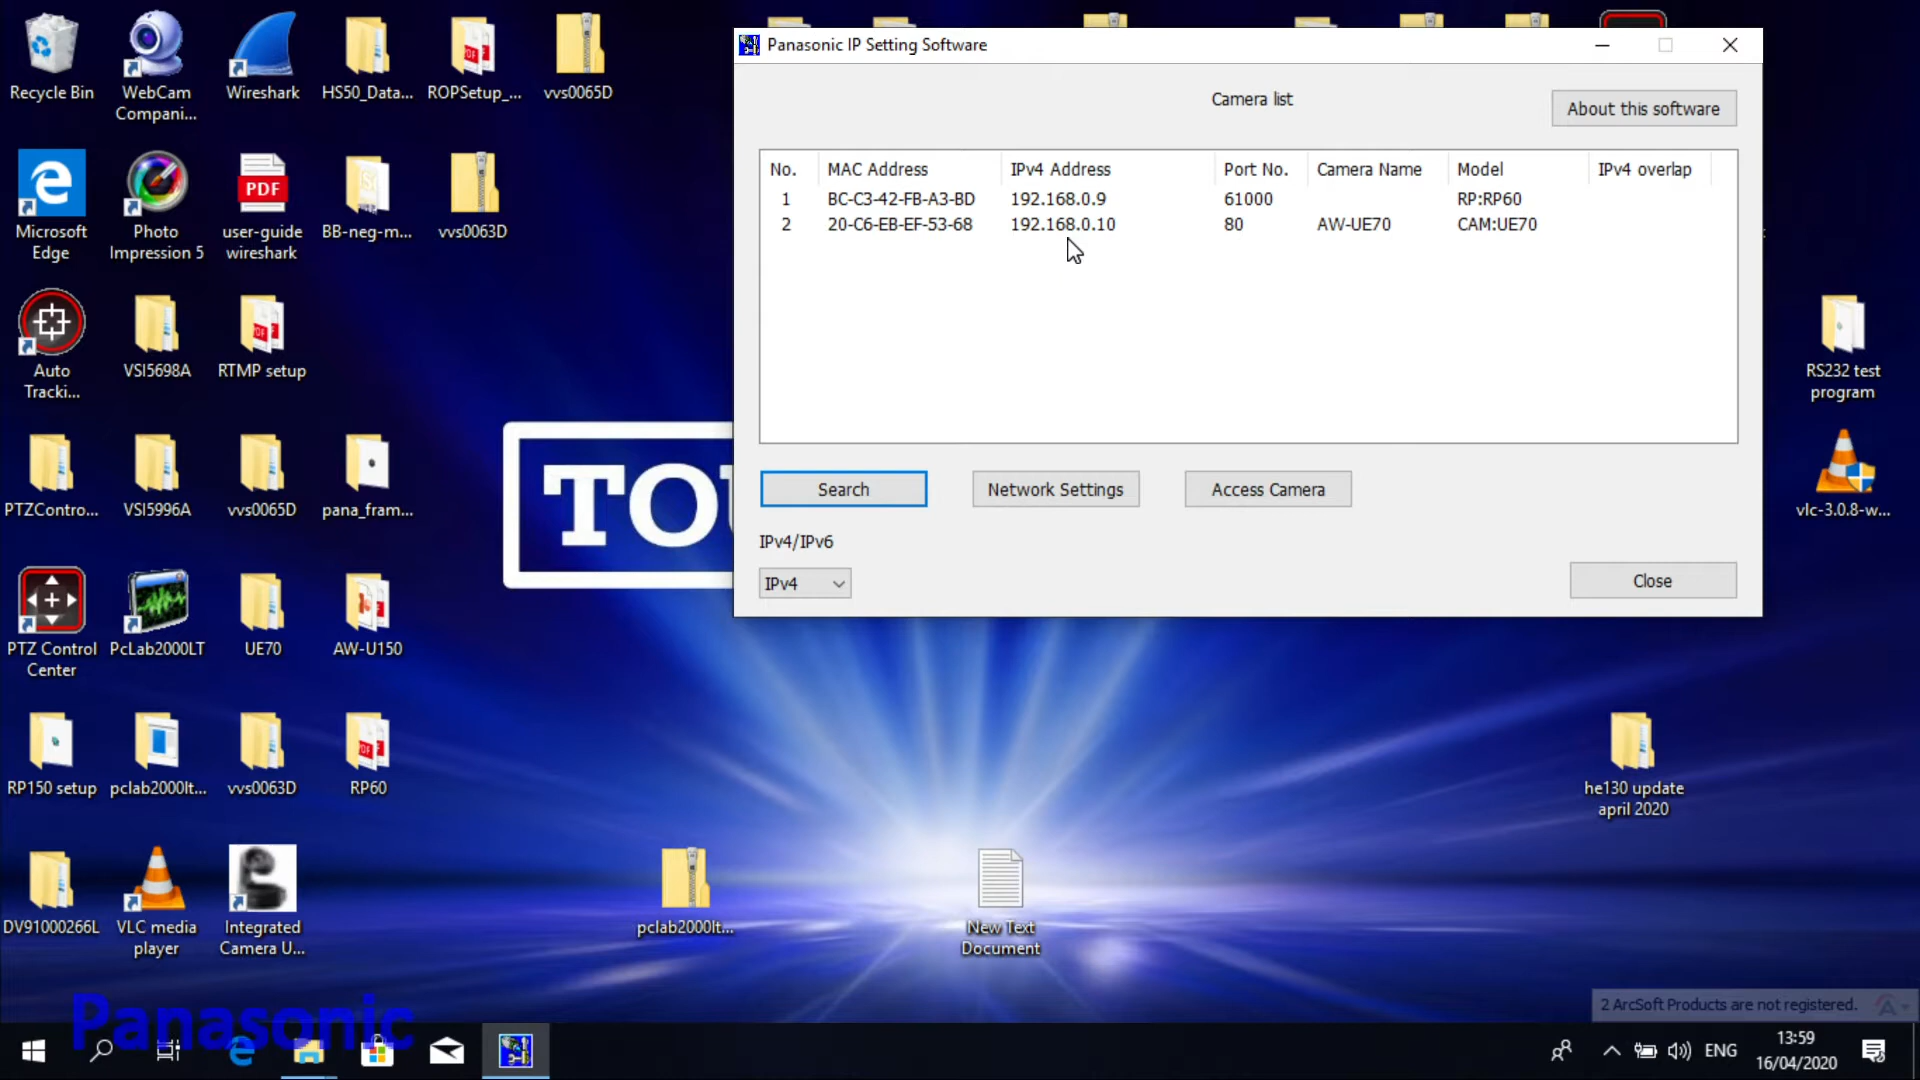 Recycle Bin
WebCam
Compani...
Wireshark
HS50_Data...
ROPSetup_...
vvs0065D
Microsoft
Edge
Photo
Impression 5
PDF
user-guide
wireshark
BB-neg-m...
vvs0063D
Auto
Tracki...
VSI5698A
RTMP setup
PTZContro...
VSI5996A
vvs0065D
pana_fram...
PTZ Control
Center
PcLab2000LT
UE70
AW-U150
RP150 setup
pclab2000lt...
vvs0063D
RP60
DV91000266L
VLC media
player
Integrated
Camera U...
TOU
Panasonic IP Setting Software
Camera list
About this software
No. MAC Address IPv4 Address Port No. Camera Name Model IPv4 overlap
1 BC-C3-42-FB-A3-BD 192.168.0.9 61000 RP:RP60
2 20-C6-EB-EF-53-68 192.168.0.10 80 AW-UE70 CAM:UE70
Search
Network Settings
Access Camera
IPv4/IPv6
IPv4
Close
RS232 test
program
vlc-3.0.8-w...
he130 update
april 2020
pclab2000lt...
New Text
Document
Panasonic
2 ArcSoft Products are not registered.
ENG
13:59
16/04/2020